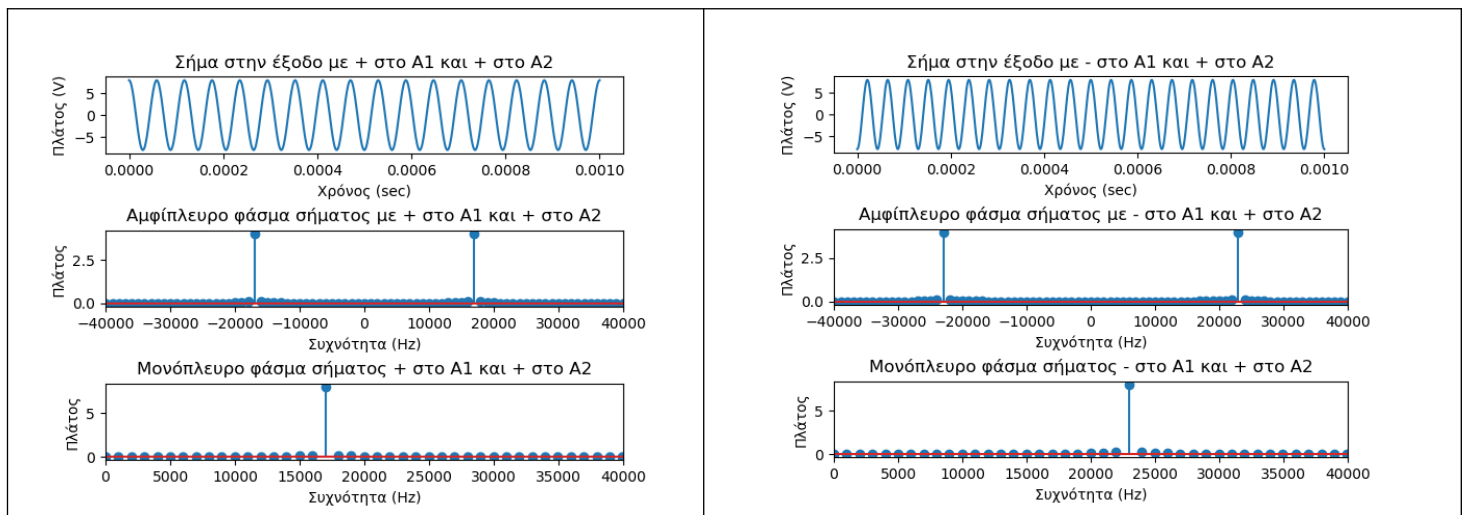 Σήμα στην έξοδο με + στο A1 και + στο A2
Πλάτος (V)
5
0
−5
0.0000 0.0002 0.0004 0.0006 0.0008 0.0010
Χρόνος (sec)
Αμφίπλευρο φάσμα σήματος με + στο A1 και + στο A2
Πλάτος
2.5
0.0
−40000 −30000 −20000 −10000 0 10000 20000 30000 40000
Συχνότητα (Hz)
Μονόπλευρο φάσμα σήματος + στο A1 και + στο A2
Πλάτος
5
0
0 5000 10000 15000 20000 25000 30000 35000 40000
Συχνότητα (Hz)
Σήμα στην έξοδο με - στο A1 και + στο A2
Πλάτος (V)
5
0
−5
0.0000 0.0002 0.0004 0.0006 0.0008 0.0010
Χρόνος (sec)
Αμφίπλευρο φάσμα σήματος με - στο A1 και + στο A2
Πλάτος
2.5
0.0
−40000 −30000 −20000 −10000 0 10000 20000 30000 40000
Συχνότητα (Hz)
Μονόπλευρο φάσμα σήματος - στο A1 και + στο A2
Πλάτος
5
0
0 5000 10000 15000 20000 25000 30000 35000 40000
Συχνότητα (Hz)